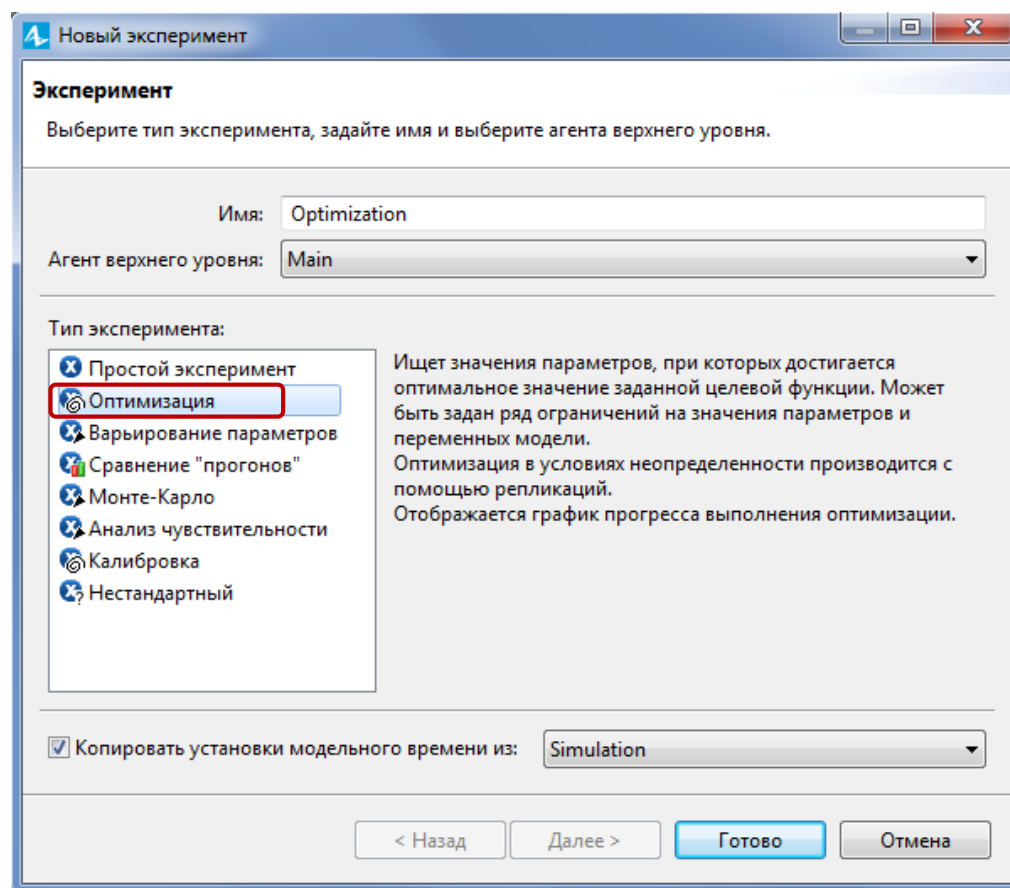 Новый эксперимент
Эксперимент
Выберите тип эксперимента, задайте имя и выберите агента верхнего уровня.
Имя: Optimization
Агент верхнего уровня: Main
Тип эксперимента:
Простой эксперимент
Оптимизация
Варьирование параметров
Сравнение "прогонов"
Монте-Карло
Анализ чувствительности
Калибровка
Нестандартный
Ищет значения параметров, при которых достигается
оптимальное значение заданной целевой функции. Может
быть задан ряд ограничений на значения параметров и
переменных модели.
Оптимизация в условиях неопределенности производится с
помощью репликаций.
Отображается график прогресса выполнения оптимизации.
Копировать установки модельного времени из: Simulation
< Назад Далее > Готово Отмена